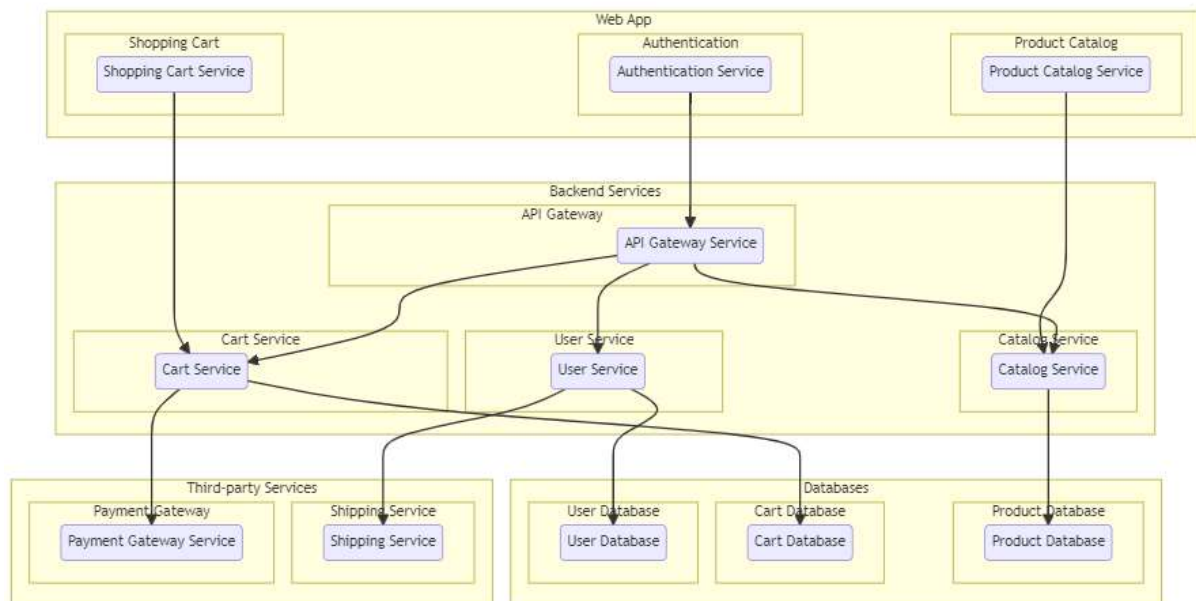 Web App
Shopping Cart
Authentication
Product Catalog
Shopping Cart Service
Authentication Service
Product Catalog Service
Backend Services
API Gateway
API Gateway Service
Cart Service
User Service
Catalog Service
Cart Service
User Service
Catalog Service
Third-party Services
Databases
Payment Gateway
Shipping Service
User Database
Cart Database
Product Database
Payment Gateway Service
Shipping Service
User Database
Cart Database
Product Database